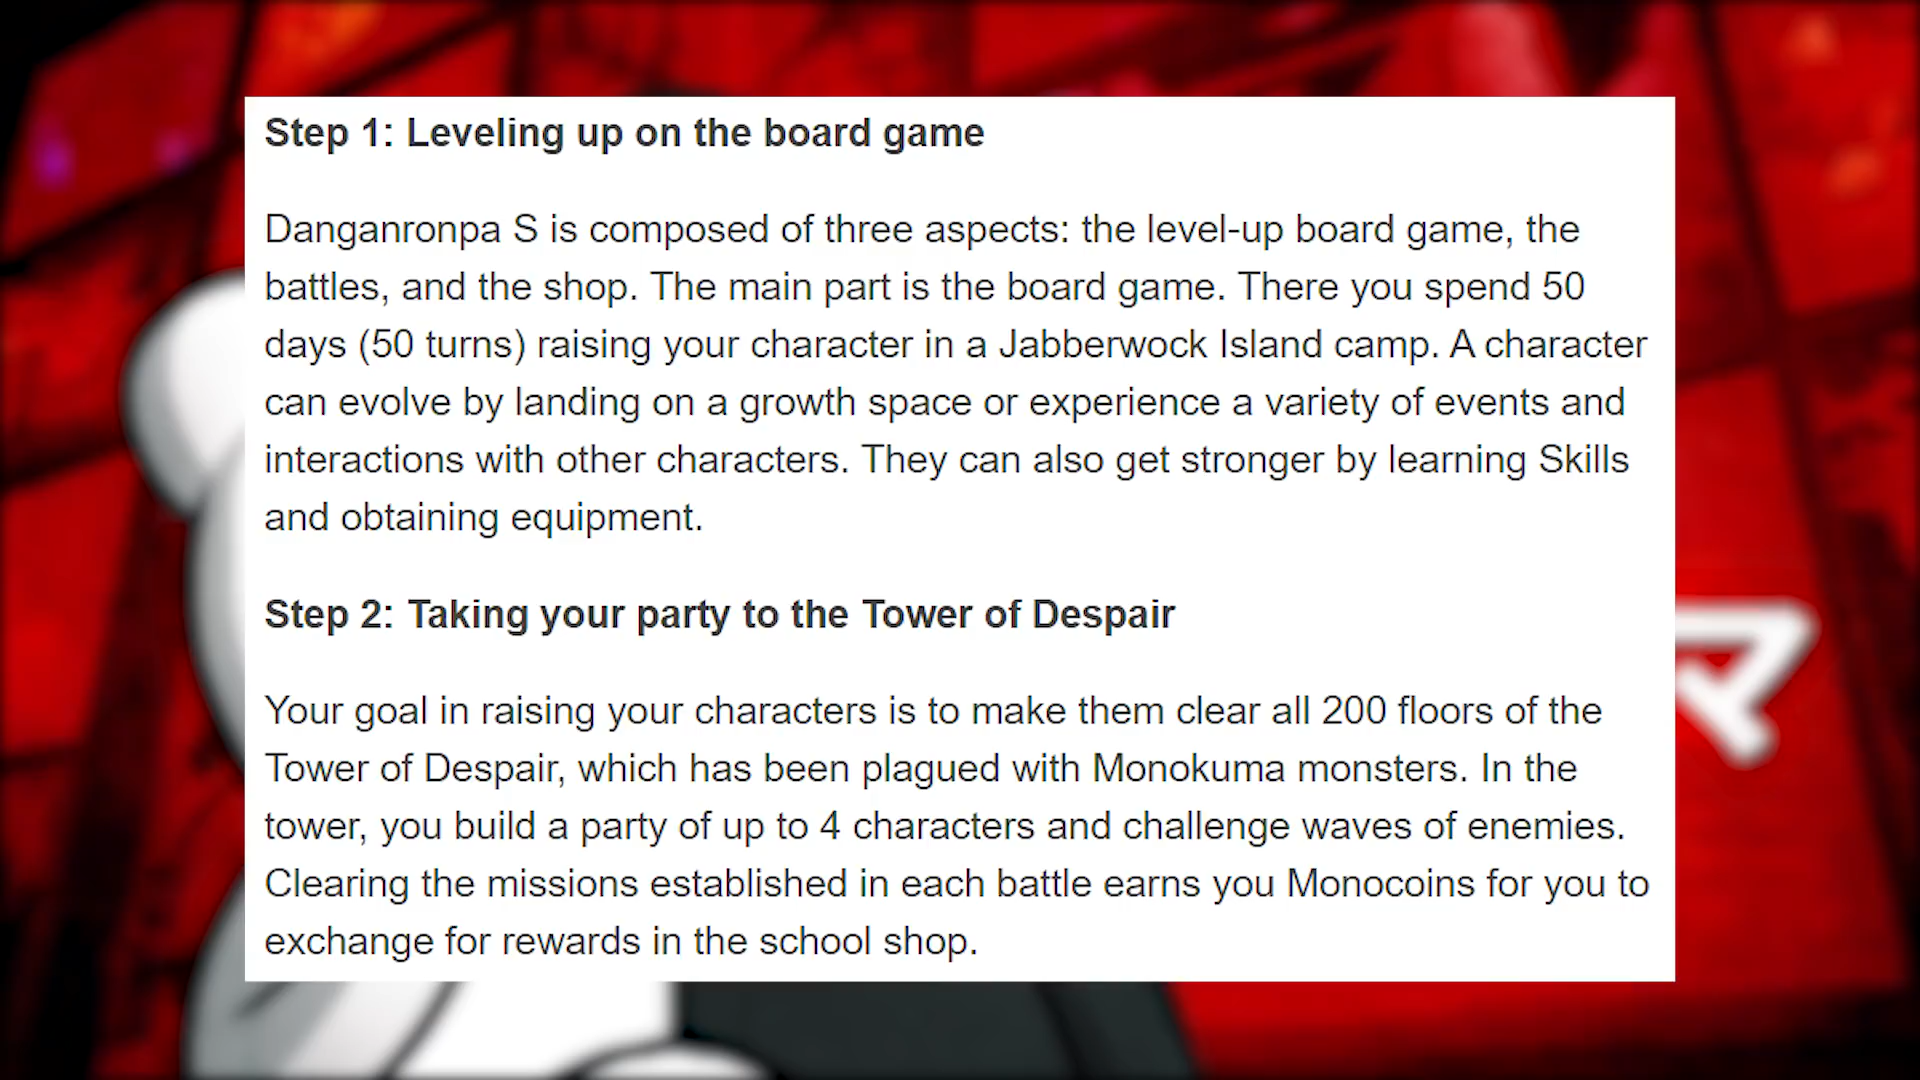 Step 1: Leveling up on the board game
Danganronpa S is composed of three aspects: the level-up board game, the
battles, and the shop. The main part is the board game. There you spend 50
days (50 turns) raising your character in a Jabberwock Island camp. A character
can evolve by landing on a growth space or experience a variety of events and
interactions with other characters. They can also get stronger by learning Skills
and obtaining equipment.
Step 2: Taking your party to the Tower of Despair
Your goal in raising your characters is to make them clear all 200 floors of the
Tower of Despair, which has been plagued with Monokuma monsters. In the
tower, you build a party of up to 4 characters and challenge waves of enemies.
Clearing the missions established in each battle earns you Monocoins for you to
exchange for rewards in the school shop.
マ